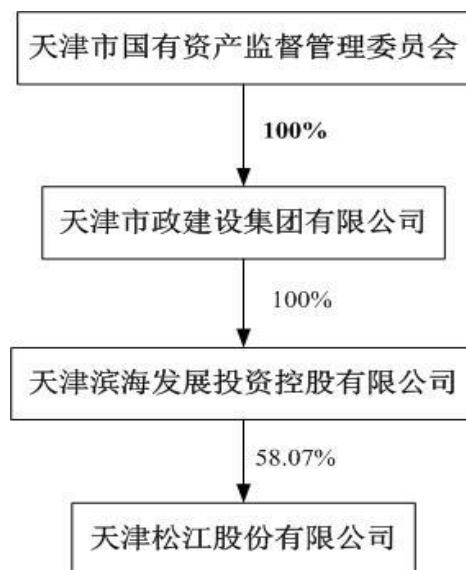 天津市国有资产监督管理委员会
100%
天津市政建设集团有限公司
100%
天津滨海发展投资控股有限公司
58.07%
天津松江股份有限公司